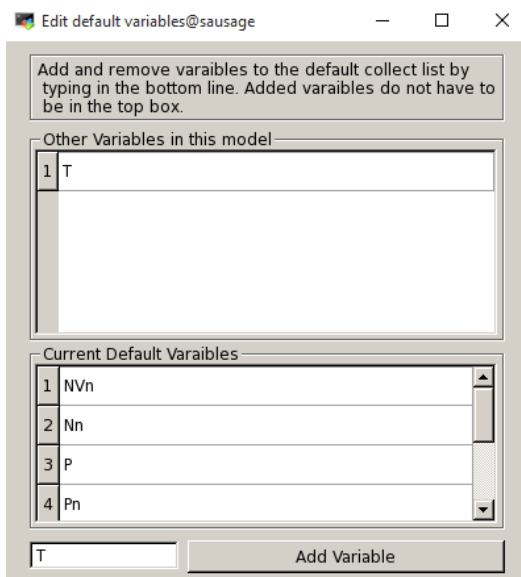 Edit default variables@sausage
Add and remove varaibles to the default collect list by
typing in the bottom line. Added varaibles do not have to
be in the top box.
Other Variables in this model
1 T
Current Default Varaibles
1 NVn
2 Nn
3 P
4 Pn
T Add Variable